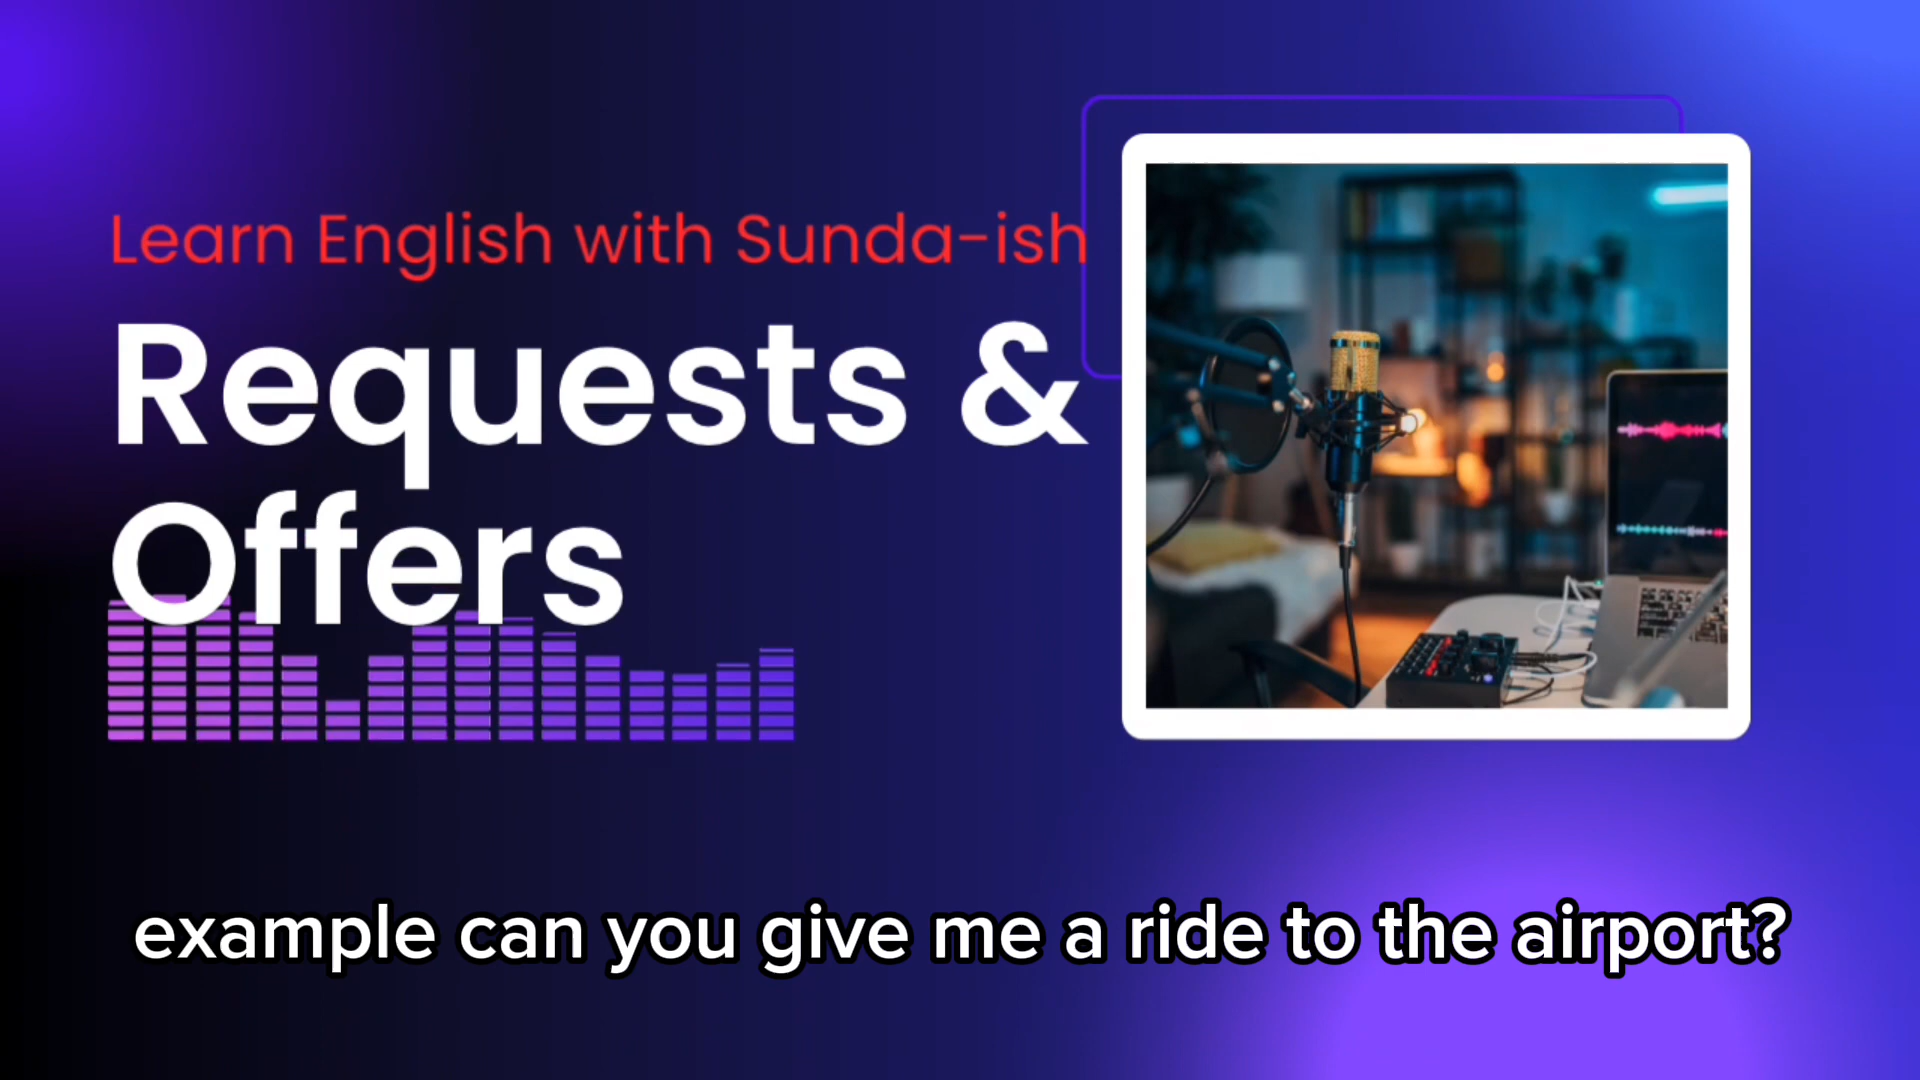 Learn English with Sunda-ish
Requests &
Offers
example can you give me a ride to the airport?